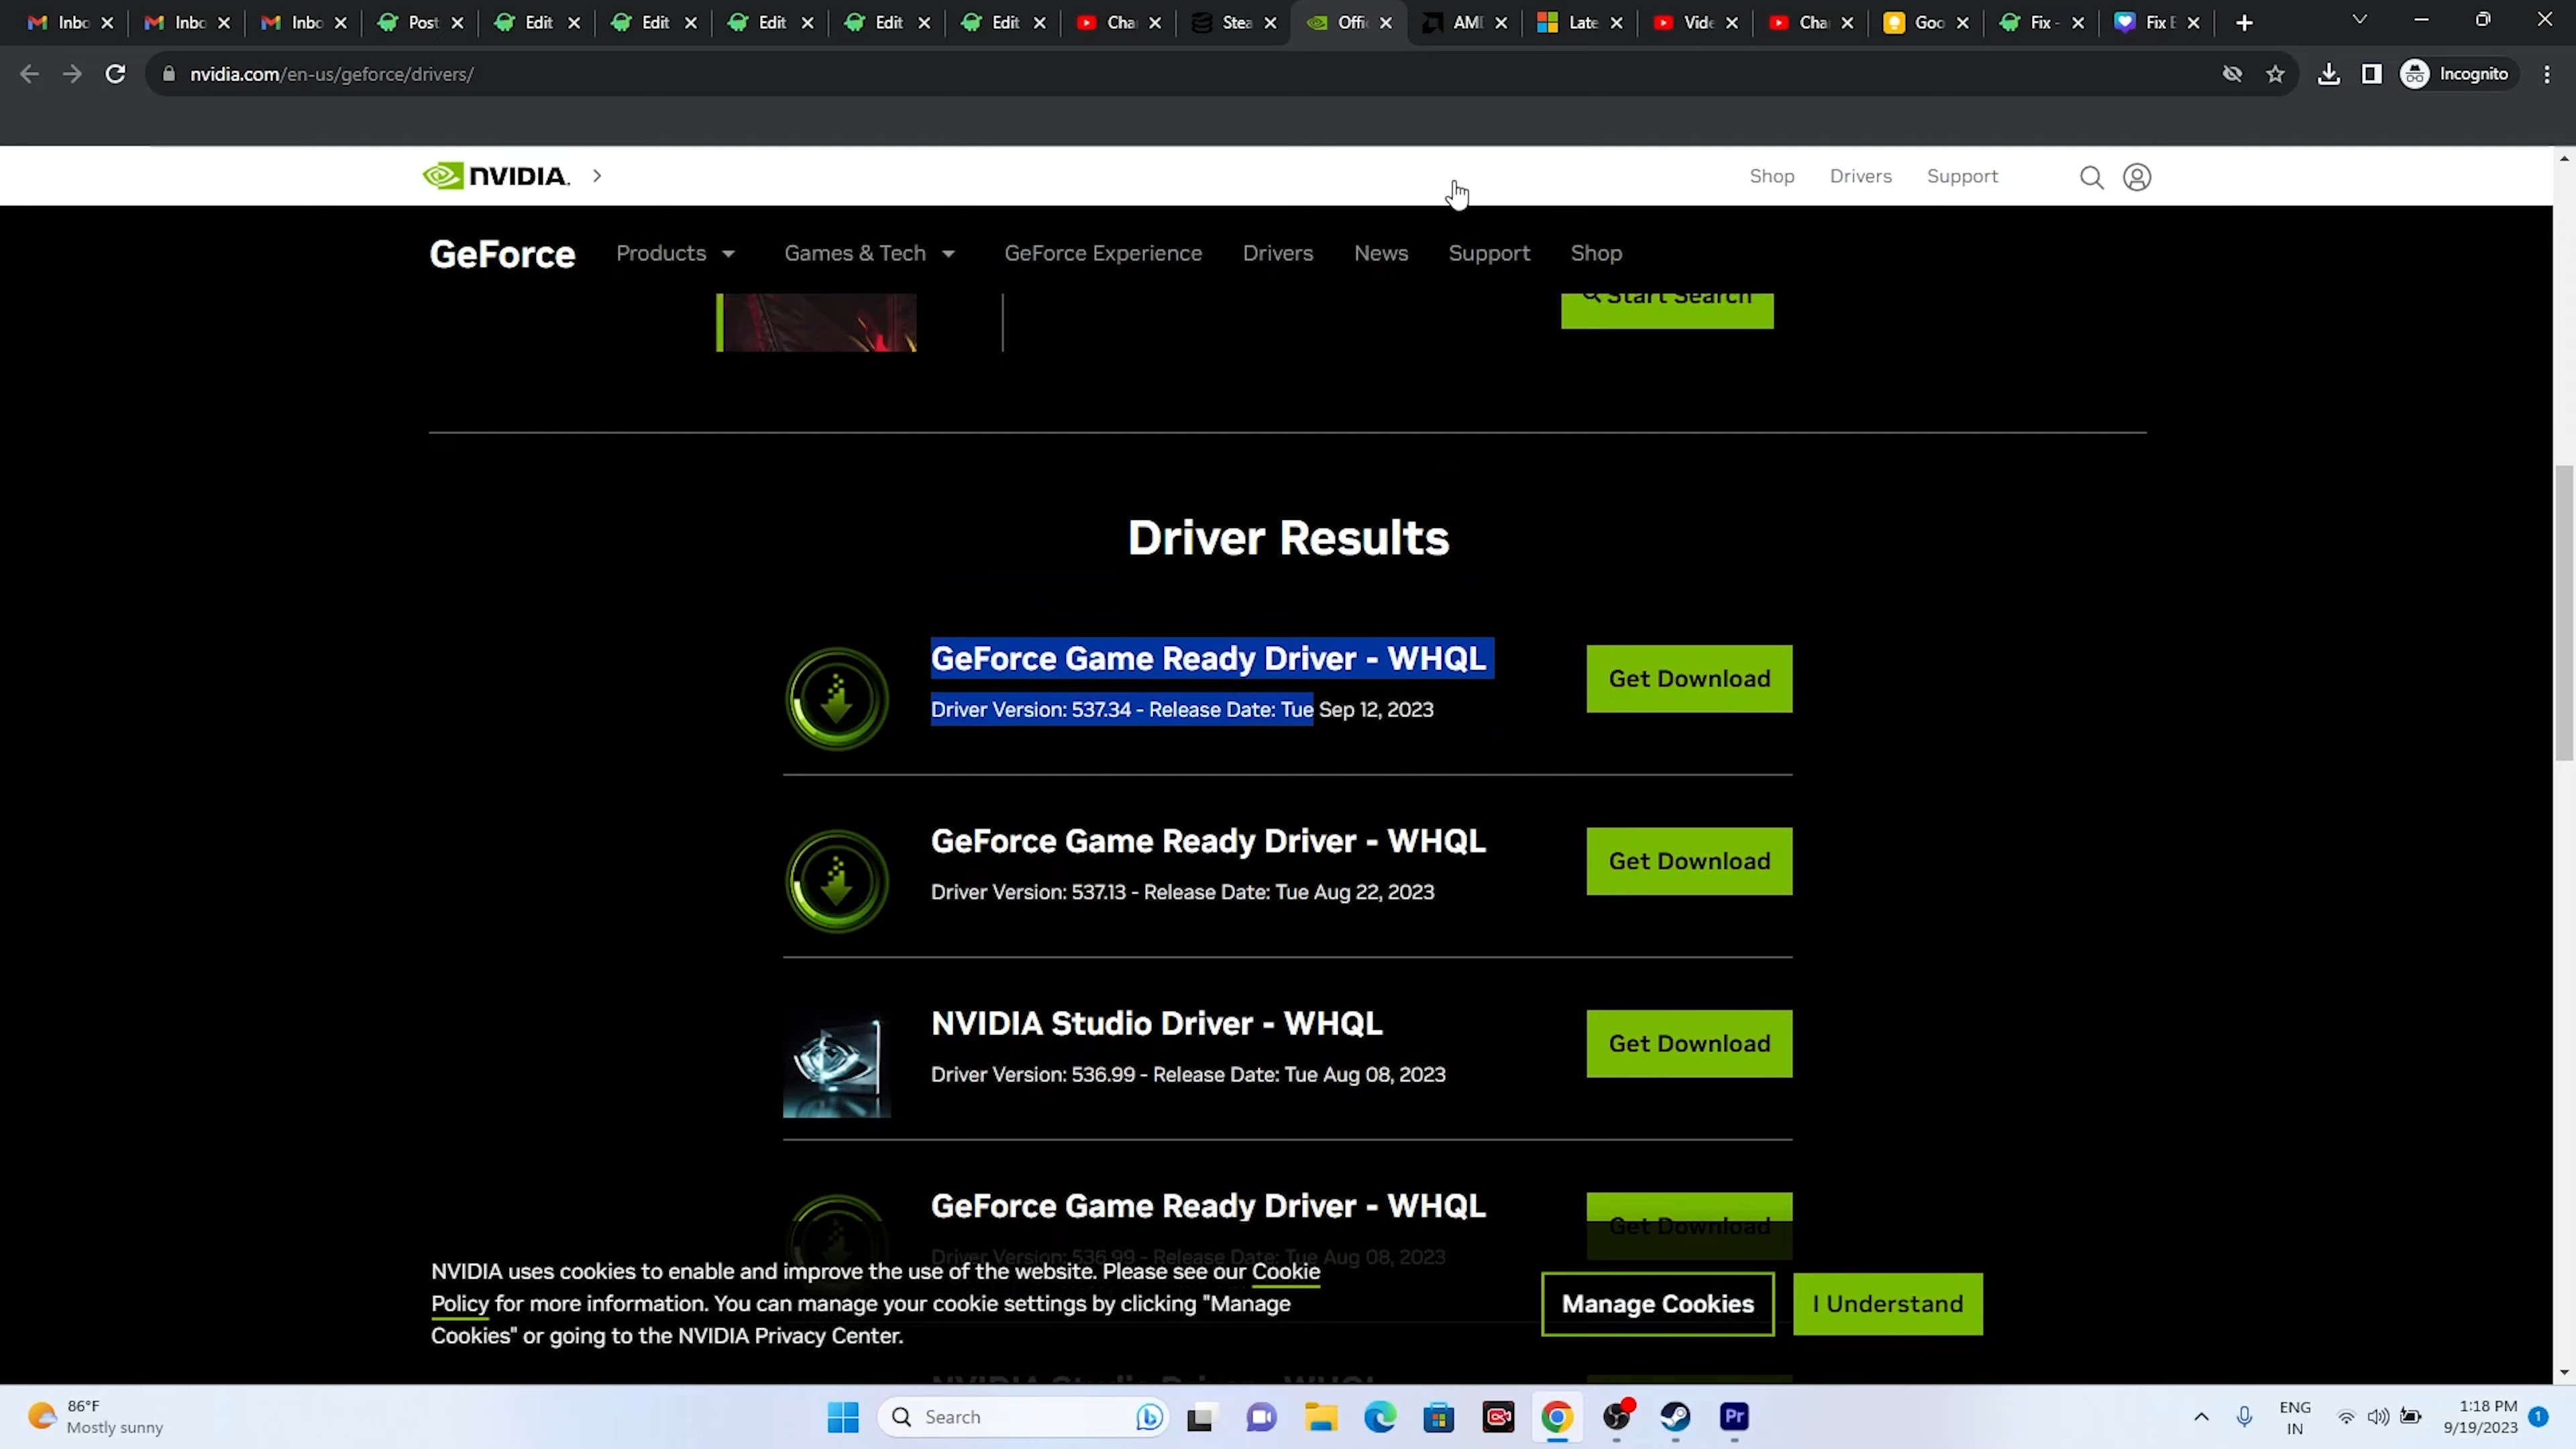 Inbo Inbo Inbo Post Edit Edit Edit Edit Edit Cha Stea Offi AMD Late Vide Cha Goo Fix - Fix E
nvidia.com/en-us/geforce/drivers/
Incognito
NVIDIA.
Shop Drivers Support
GeForce Products Games & Tech GeForce Experience Drivers News Support Shop
Start Search
Driver Results
GeForce Game Ready Driver - WHQL
Driver Version: 537.34 - Release Date: Tue Sep 12, 2023
Get Download
GeForce Game Ready Driver - WHQL
Driver Version: 537.13 - Release Date: Tue Aug 22, 2023
Get Download
NVIDIA Studio Driver - WHQL
Driver Version: 536.99 - Release Date: Tue Aug 08, 2023
Get Download
GeForce Game Ready Driver - WHQL
Driver Version: 536.99 - Release Date: Tue Aug 08, 2023
Get Download
NVIDIA uses cookies to enable and improve the use of the website. Please see our Cookie
Policy for more information. You can manage your cookie settings by clicking "Manage
Cookies" or going to the NVIDIA Privacy Center.
Manage Cookies
I Understand
NVIDIA Studio Driver - WHQL
86°F
Mostly sunny
Search
Pr
ENG
IN
1:18 PM
9/19/2023
1